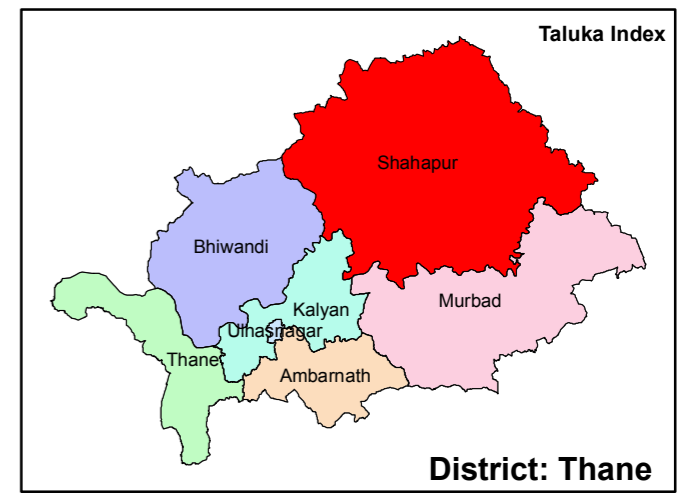 Taluka Index
Shahapur
Bhiwandi
Murbad
Kalyan
Ulhasnagar
Thane
Ambarnath
District: Thane